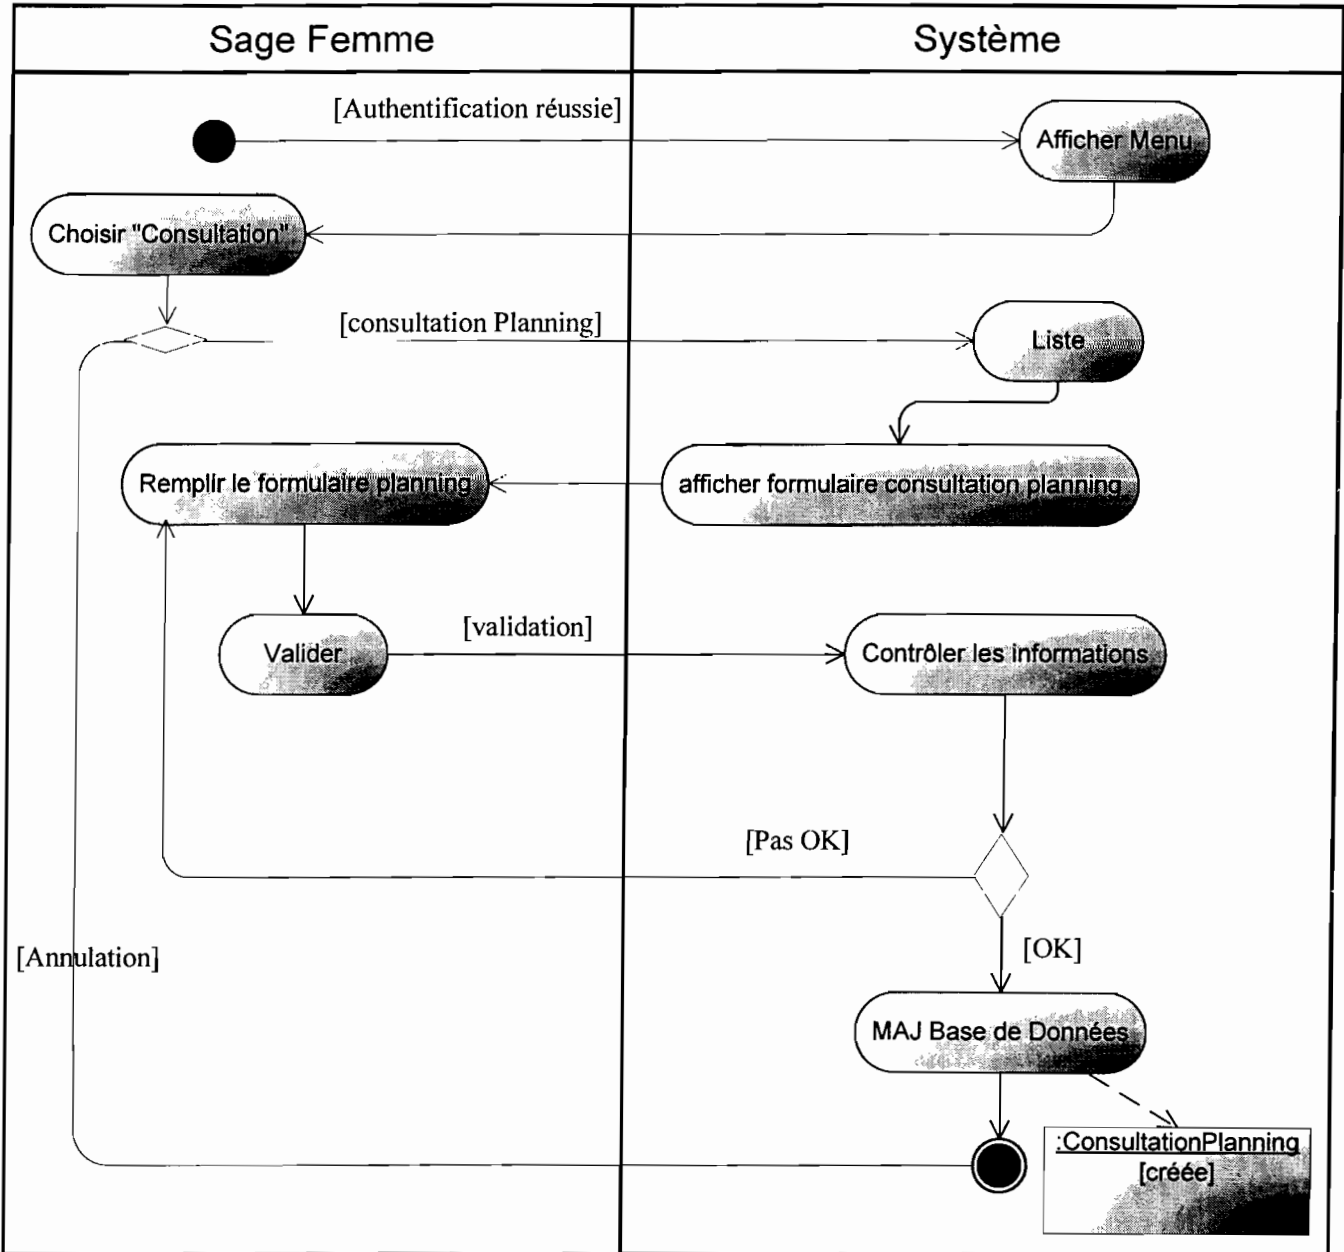 Sage Femme
Système
[Authentification réussie]
Afficher Menu
Choisir "Consultation"
[consultation Planning]
Liste
Remplir le formulaire planning
afficher formulaire consultation planning
Valider
[validation]
Contrôler les informations
[Pas OK]
[Annulation]
[OK]
MAJ Base de Données
:ConsultationPlanning
[créée]